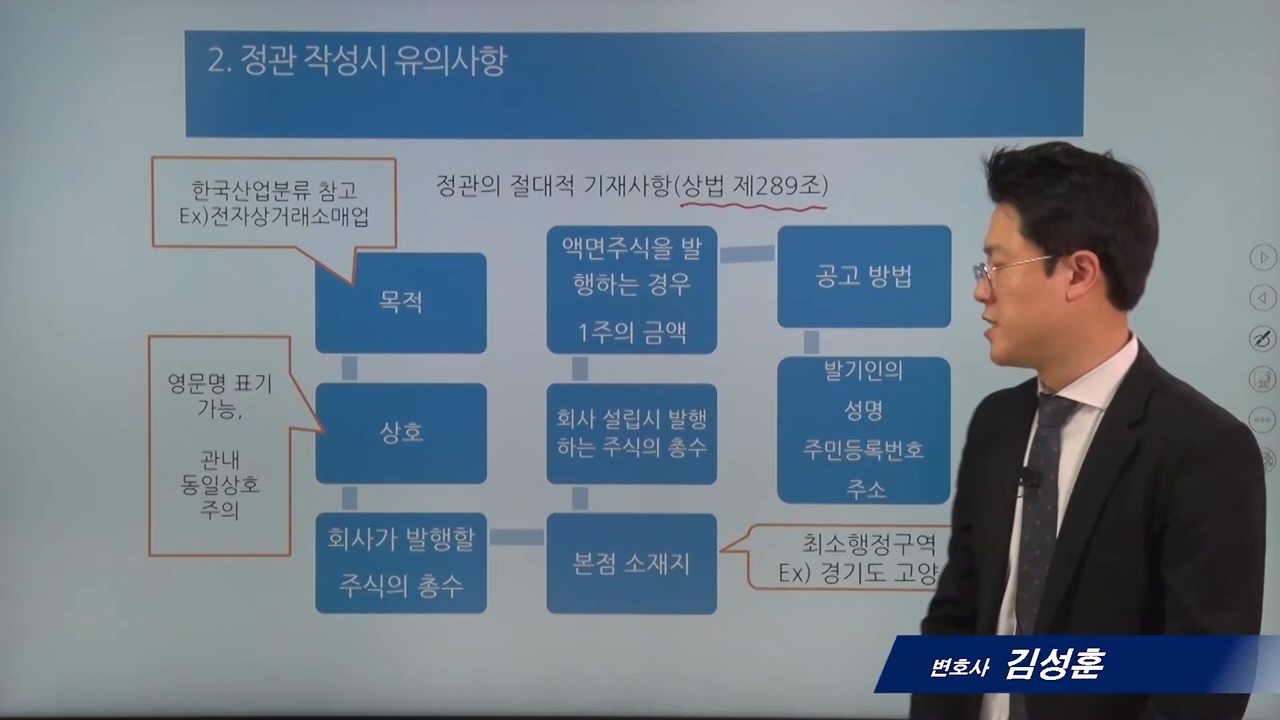 2. 정관 작성시 유의사항
정관의 절대적 기재사항(상법 제289조)
한국산업분류 참고
Ex)전자상거래소매업
목적
영문명 표기
가능,
관내
동일상호
주의
상호
회사가 발행할
주식의 총수
액면주식을 발
행하는 경우
1주의 금액
회사 설립시 발행
하는 주식의 총수
본점 소재지
공고 방법
발기인의
성명
주민등록번호
주소
최소행정구역
Ex) 경기도 고양
변호사 김성훈